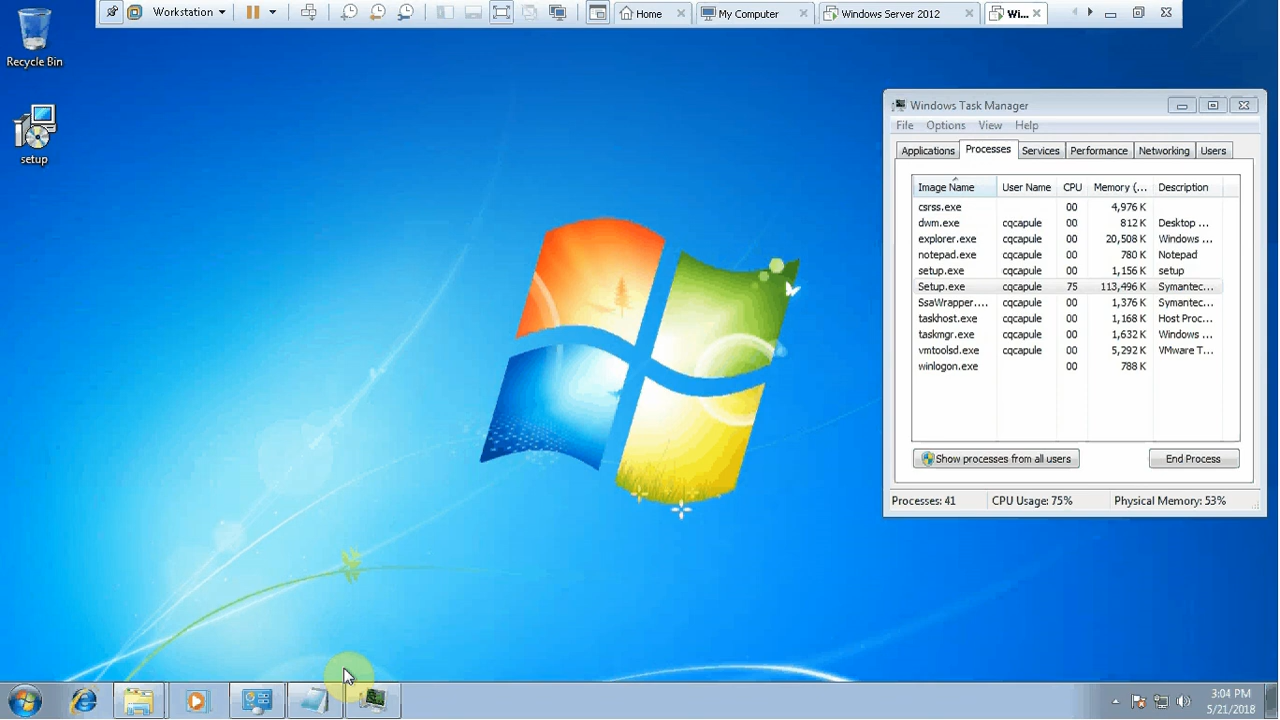 Workstation
Home
My Computer
Windows Server 2012
Wi...
Recycle Bin
setup
Windows Task Manager
File Options View Help
Applications Processes Services Performance Networking Users
Image Name User Name CPU Memory (... Description
csrss.exe 00 4,976 K
dwm.exe cqcapule 00 812 K Desktop ...
explorer.exe cqcapule 00 20,508 K Windows ...
notepad.exe cqcapule 00 780 K Notepad
setup.exe cqcapule 00 1,156 K setup
Setup.exe cqcapule 75 113,496 K Symantec...
SsaWrapper.... cqcapule 00 1,376 K Symantec...
taskhost.exe cqcapule 00 1,168 K Host Proc...
taskmgr.exe cqcapule 00 1,632 K Windows ...
vmtoolsd.exe cqcapule 00 5,292 K VMware T...
winlogon.exe 00 788 K
Show processes from all users End Process
Processes: 41 CPU Usage: 75% Physical Memory: 53%
3:04 PM
5/21/2018